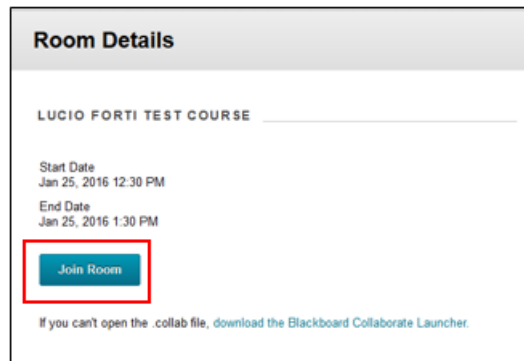 Room Details
LUCIO FORTI TEST COURSE
Start Date
Jan 25, 2016 12:30 PM
End Date
Jan 25, 2016 1:30 PM
Join Room
If you can't open the .collab file, download the Blackboard Collaborate Launcher.